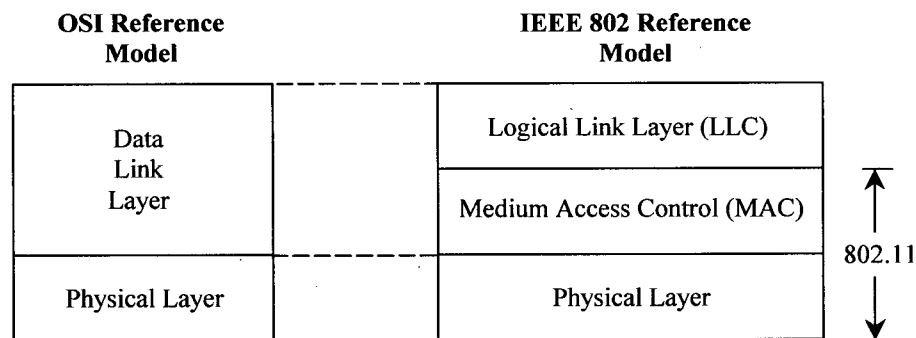 OSI Reference
Model
IEEE 802 Reference
Model
Data
Link
Layer
Logical Link Layer (LLC)
Medium Access Control (MAC)
802.11
Physical Layer
Physical Layer